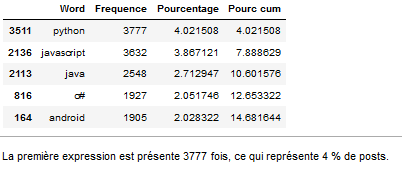 Word Frequence Pourcentage Pourc cum
3511 python 3777 4.021508 4.021508
2136 javascript 3632 3.867121 7.888629
2113 java 2548 2.712947 10.601576
816 c# 1927 2.051746 12.653322
164 android 1905 2.028322 14.681644
La première expression est présente 3777 fois, ce qui représente 4 % de posts.